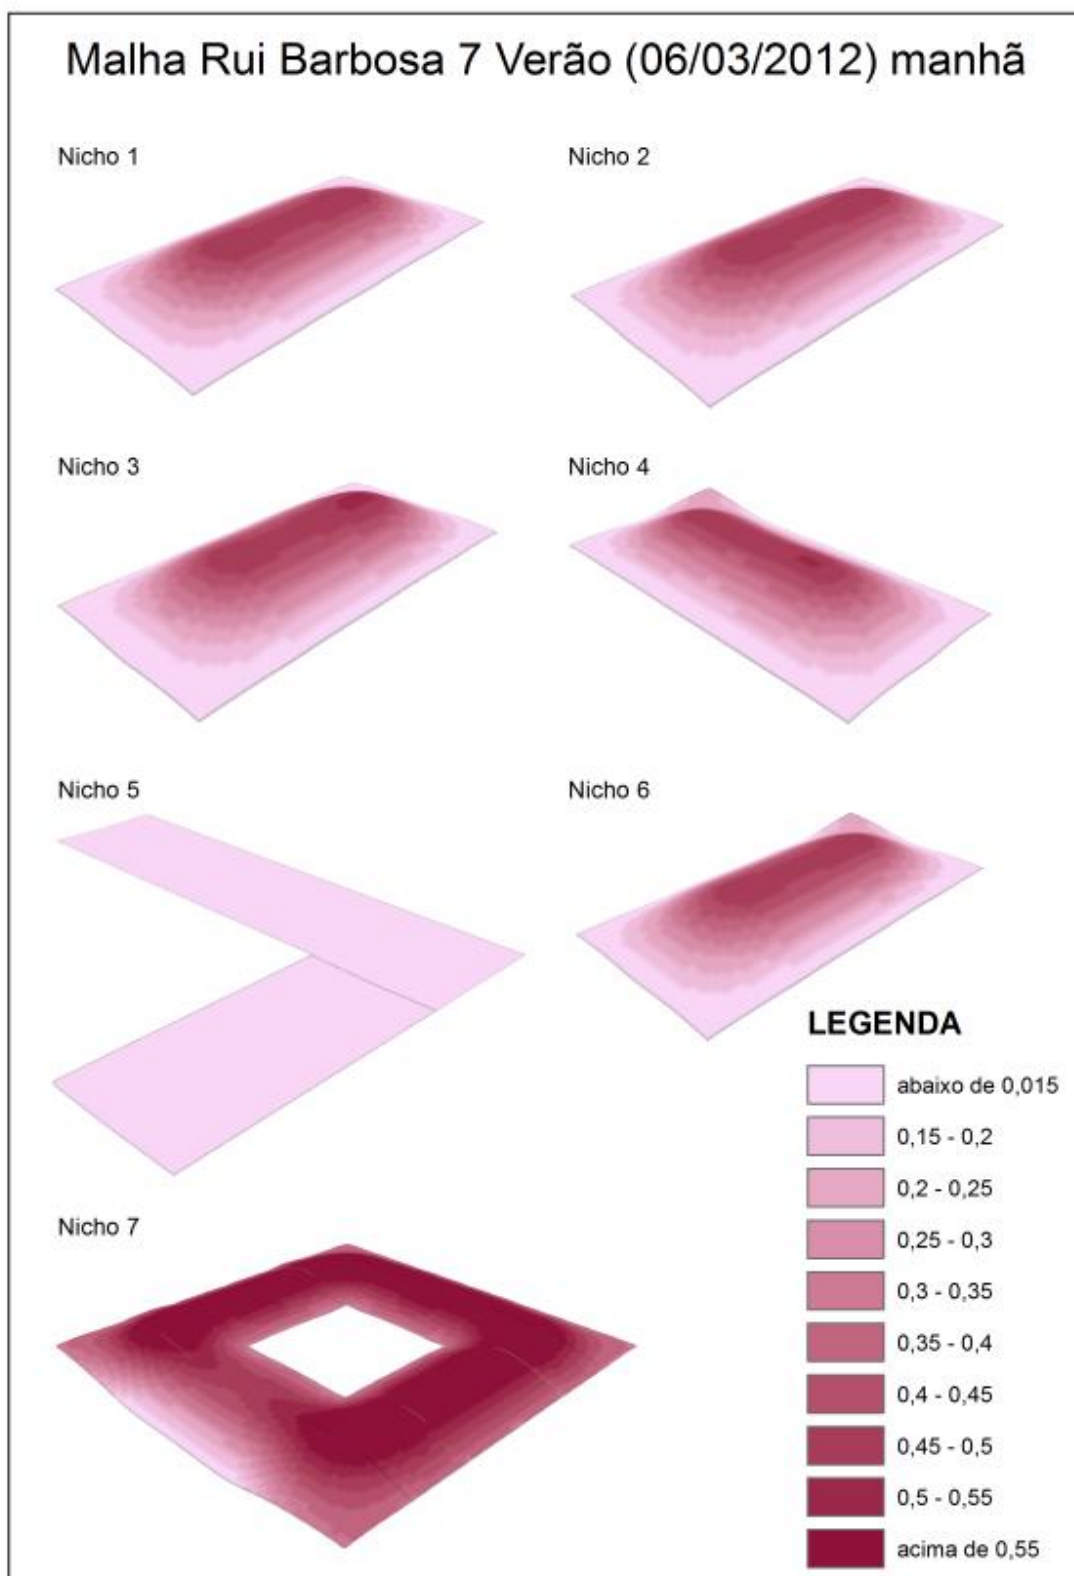 Malha Rui Barbosa 7 Verão (06/03/2012) manhã
Nicho 1
Nicho 2
Nicho 3
Nicho 4
Nicho 5
Nicho 6
Nicho 7
LEGENDA
abaixo de 0,015
0,15 - 0,2
0,2 - 0,25
0,25 - 0,3
0,3 - 0,35
0,35 - 0,4
0,4 - 0,45
0,45 - 0,5
0,5 - 0,55
acima de 0,55